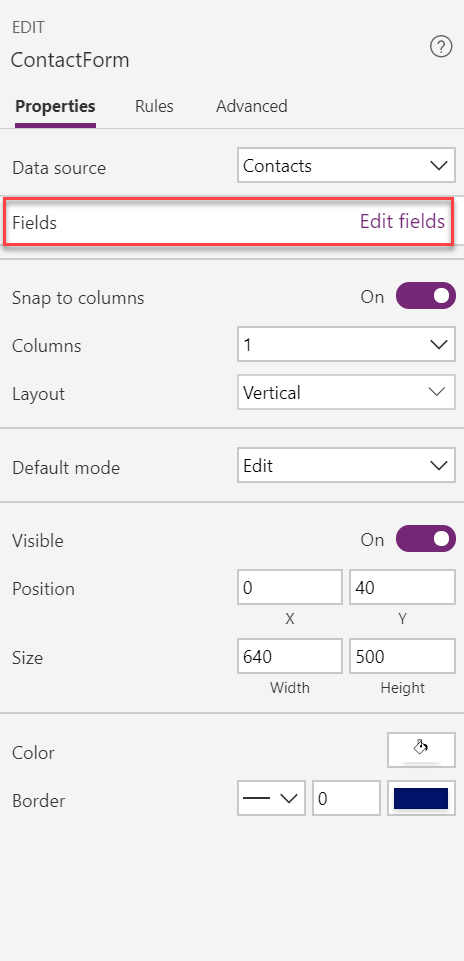 EDIT
ContactForm
?
Properties Rules Advanced
Data source Contacts
Fields Edit fields
Snap to columns On
Columns 1
Layout Vertical
Default mode Edit
Visible On
Position 0 40
X Y
Size 640 500
Width Height
Color
Border 0